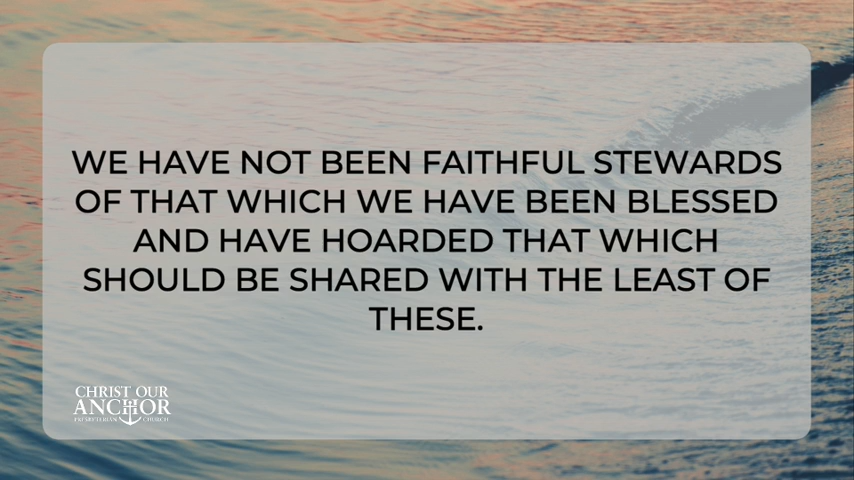 WE HAVE NOT BEEN FAITHFUL STEWARDS
OF THAT WHICH WE HAVE BEEN BLESSED
AND HAVE HOARDED THAT WHICH
SHOULD BE SHARED WITH THE LEAST OF
THESE.
CHRIST OUR
ANCHOR
PRESBYTERIAN CHURCH